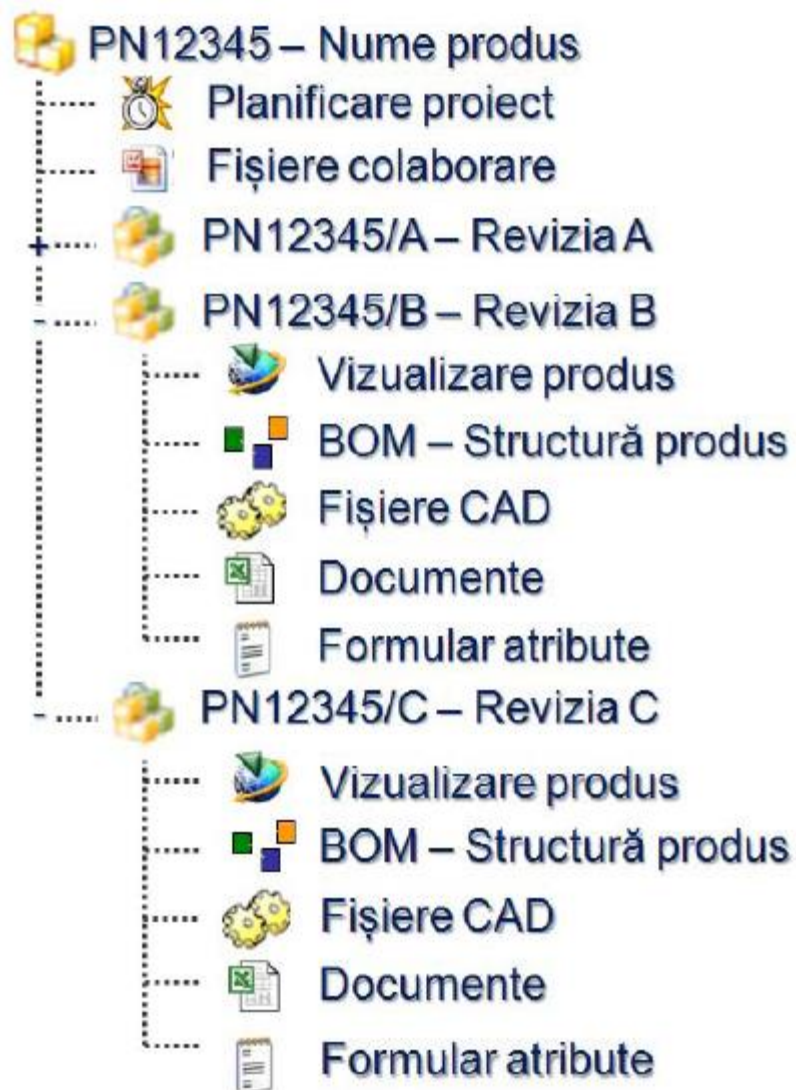 PN12345 – Nume produs
Planificare proiect
Fișiere colaborare
PN12345/A – Revizia A
PN12345/B – Revizia B
Vizualizare produs
BOM – Structură produs
Fișiere CAD
Documente
Formular atribute
PN12345/C – Revizia C
Vizualizare produs
BOM – Structură produs
Fișiere CAD
Documente
Formular atribute